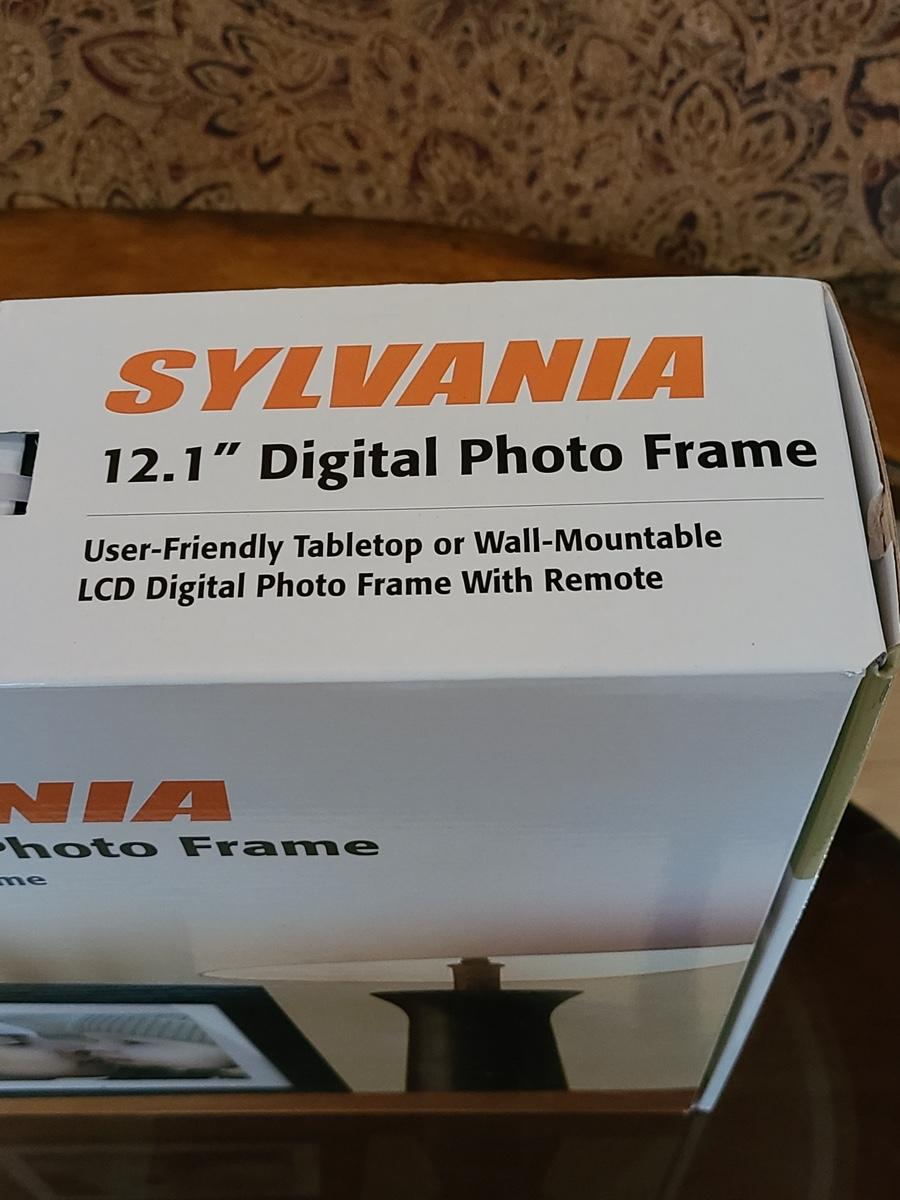 SYLVANIA
12.1" Digital Photo Frame
User-Friendly Tabletop or Wall-Mountable
LCD Digital Photo Frame With Remote
NIA
Photo Frame
me